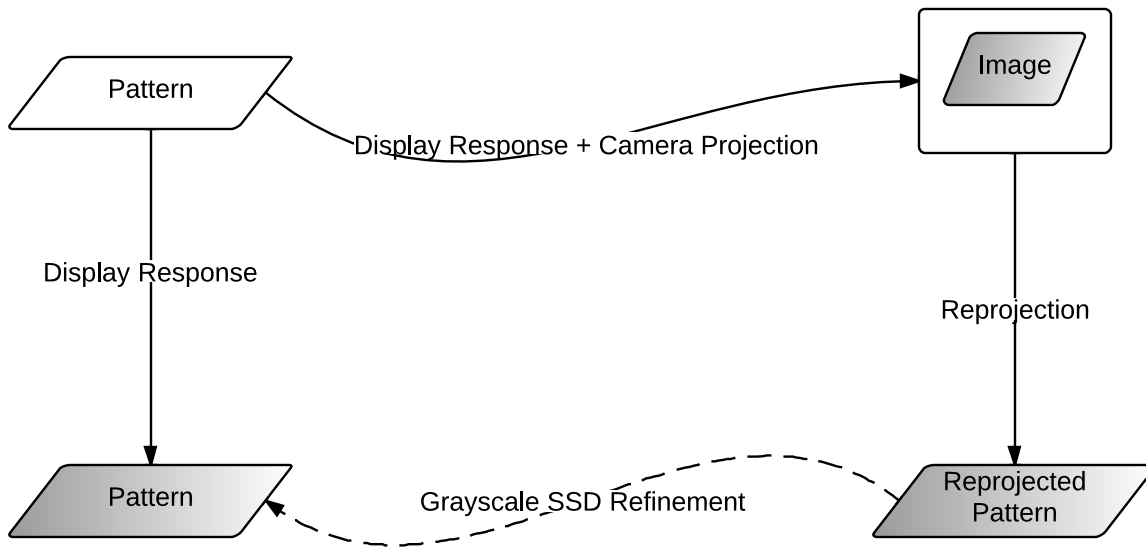 Pattern
Image
Display Response + Camera Projection
Display Response
Reprojection
Pattern
Grayscale SSD Refinement
Reprojected
Pattern